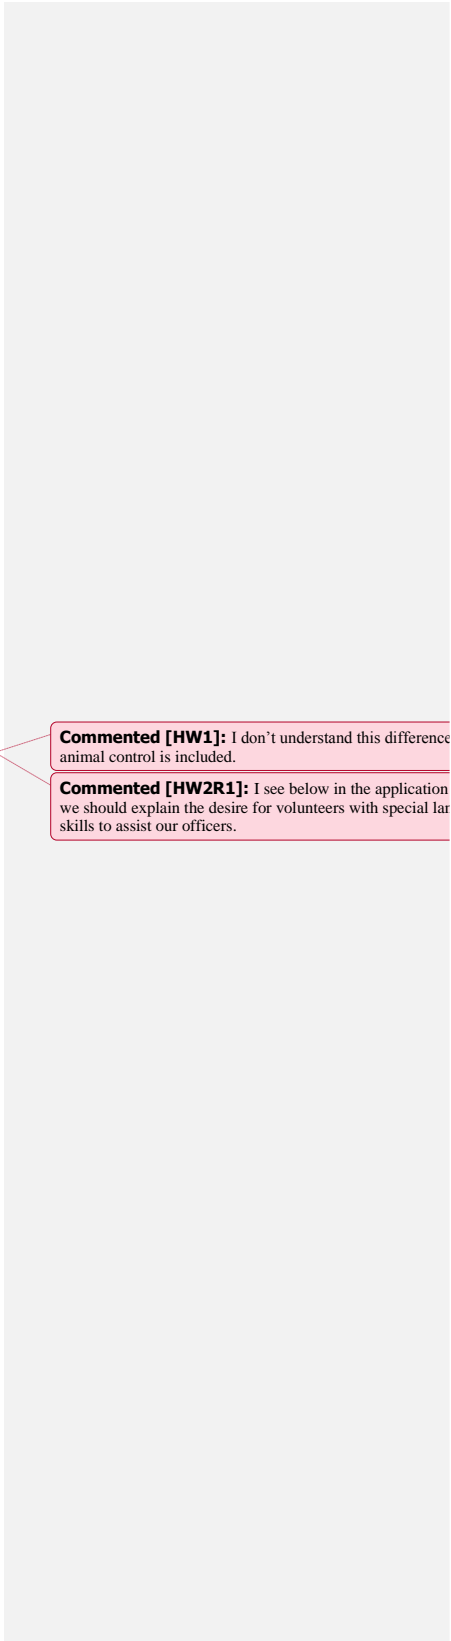 Commented [HW1]: I don’t understand this difference
animal control is included.
Commented [HW2R1]: I see below in the application
we should explain the desire for volunteers with special
skills to assist our officers.